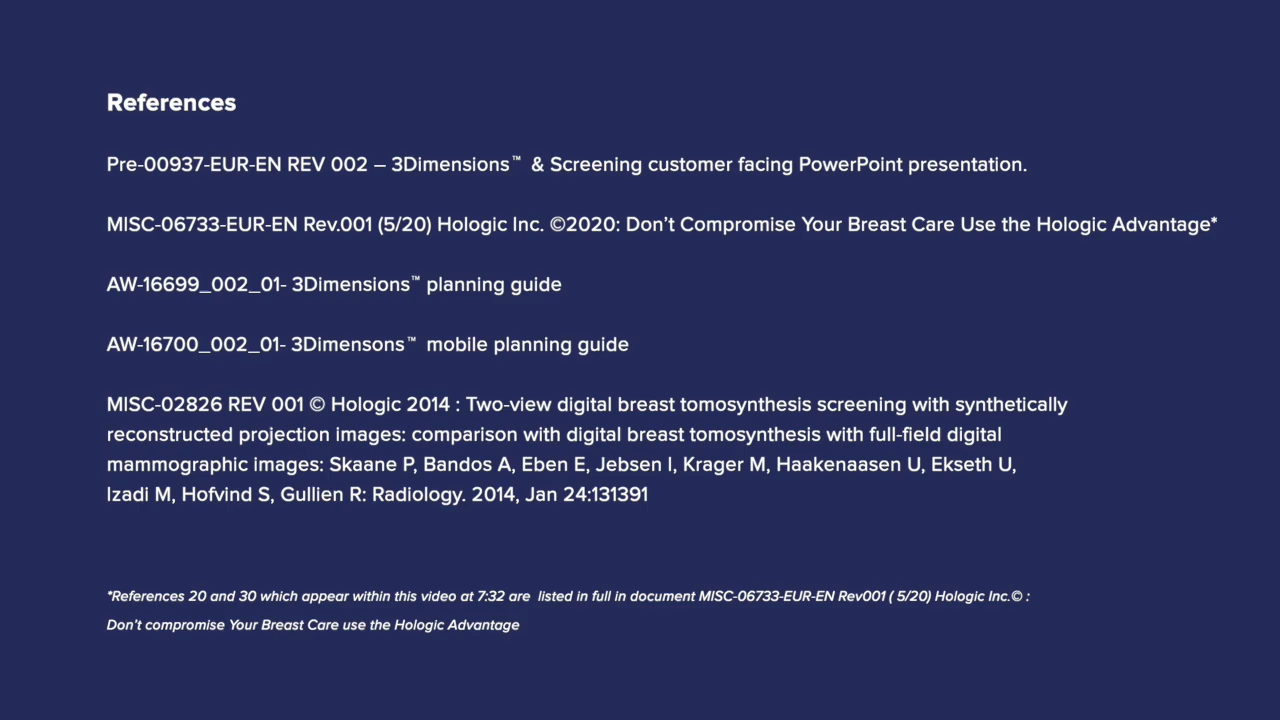 References
Pre-00937-EUR-EN REV 002 – 3Dimensions™ & Screening customer facing PowerPoint presentation.
MISC-06733-EUR-EN Rev.001 (5/20) Hologic Inc. ©2020: Don’t Compromise Your Breast Care Use the Hologic Advantage*
AW-16699_002_01- 3Dimensions™ planning guide
AW-16700_002_01- 3Dimensons™ mobile planning guide
MISC-02826 REV 001 © Hologic 2014 : Two-view digital breast tomosynthesis screening with synthetically
reconstructed projection images: comparison with digital breast tomosynthesis with full-field digital
mammographic images: Skaane P, Bandos A, Eben E, Jebsen I, Krager M, Haakenaasen U, Ekseth U,
Izadi M, Hofvind S, Gullien R: Radiology. 2014, Jan 24:131391
*References 20 and 30 which appear within this video at 7:32 are listed in full in document MISC-06733-EUR-EN Rev001 ( 5/20) Hologic Inc.© :
Don’t compromise Your Breast Care use the Hologic Advantage